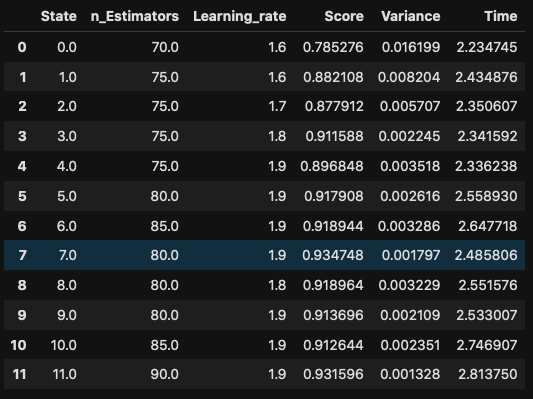 State n_Estimators Learning_rate Score Variance Time
0 0.0 70.0 1.6 0.785276 0.016199 2.234745
1 1.0 75.0 1.6 0.882108 0.008204 2.434876
2 2.0 75.0 1.7 0.877912 0.005707 2.350607
3 3.0 75.0 1.8 0.911588 0.002245 2.341592
4 4.0 75.0 1.9 0.896848 0.003518 2.336238
5 5.0 80.0 1.9 0.917908 0.002616 2.558930
6 6.0 85.0 1.9 0.918944 0.003286 2.647718
7 7.0 80.0 1.9 0.934748 0.001797 2.485806
8 8.0 80.0 1.8 0.918964 0.003229 2.551576
9 9.0 80.0 1.9 0.913696 0.002109 2.533007
10 10.0 85.0 1.9 0.912644 0.002351 2.746907
11 11.0 90.0 1.9 0.931596 0.001328 2.813750